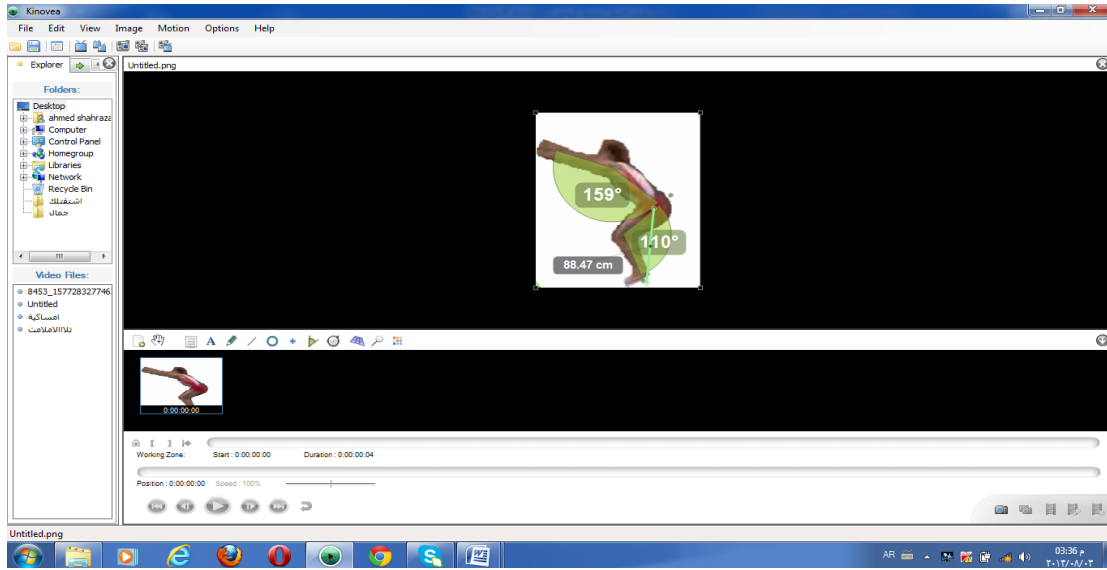 Kinovea
File Edit View Image Motion Options Help
Explorer
Untitled.png
Folders:
Desktop
ahmed shahraza
Computer
Control Panel
Homegroup
Libraries
Network
Recycle Bin
اشتغلك
جمال
159°
110°
88.47 cm
Video Files:
8453_157728327746
Untitled
امساكية
A
0:00:00:00
Working Zone: Start : 0:00:00:00 Duration : 0:00:00:04
Position : 0:00:00:00 Speed : 100%
Untitled.png
AR
03:36 م